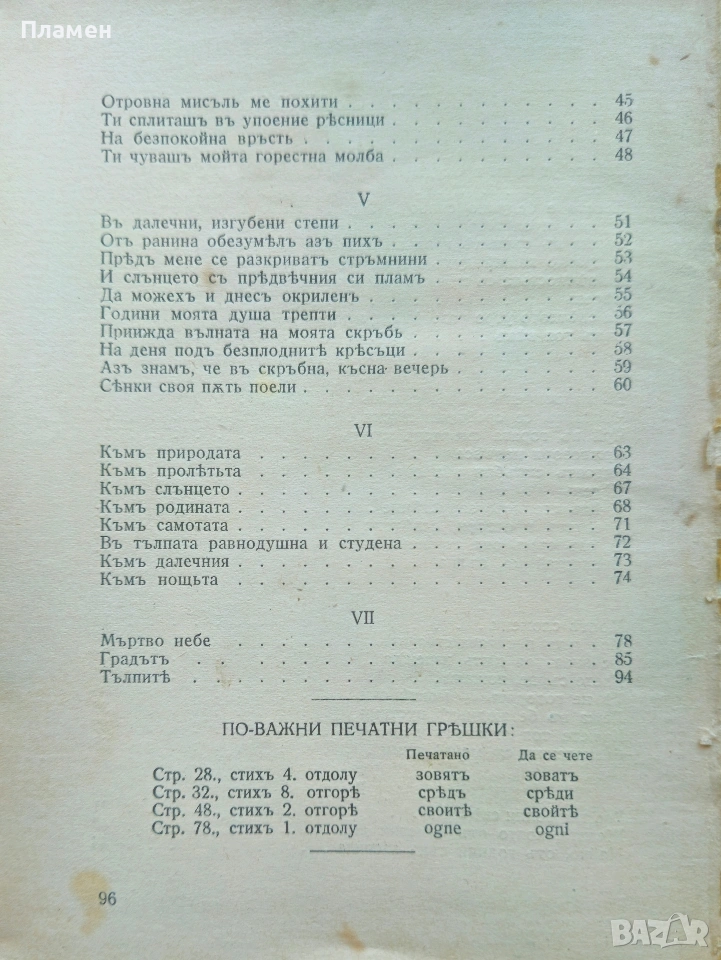 Пламен
Отровна мисъль ме похити . . . . . . . . . . . . . 45
Ти сплиташъ въ упоение рѣсници . . . . . . . . . . 46
На безпокойна връсть . . . . . . . . . . . . . . . 47
Ти чувашъ мойта горестна молба . . . . . . . . . . 48
V
Въ далечни, изгубени степи . . . . . . . . . . . . 51
Отъ ранина обезумѣлъ азъ пихъ . . . . . . . . . . 52
Прѣдъ мене се разкриватъ стръмнини . . . . . . . . 53
И слънцето съ прѣдвѣчния си пламъ . . . . . . . . 54
Да можехъ и днесъ окриленъ . . . . . . . . . . . . 55
Години моята душа трепти . . . . . . . . . . . . . 56
Приижда вълната на моята скръбь . . . . . . . . . 57
На деня подъ безплоднитѣ крѣсъци . . . . . . . . . 58
Азъ знамъ, че въ скръбна, късна вечерь . . . . . . 59
Сѣнки своя пѫть поели . . . . . . . . . . . . . . 60
VI
Къмъ природата . . . . . . . . . . . . . . . . . . 63
Къмъ пролѣтьта . . . . . . . . . . . . . . . . . . 64
Къмъ слънцето . . . . . . . . . . . . . . . . . . 67
Къмъ родината . . . . . . . . . . . . . . . . . . 68
Къмъ самотата . . . . . . . . . . . . . . . . . . 71
Въ тълпата равнодушна и студена . . . . . . . . . 72
Къмъ далечния . . . . . . . . . . . . . . . . . . 73
Къмъ нощьта . . . . . . . . . . . . . . . . . . . 74
VII
Мъртво небе . . . . . . . . . . . . . . . . . . . 78
Градътъ . . . . . . . . . . . . . . . . . . . . . 85
Тълпитѣ . . . . . . . . . . . . . . . . . . . . . 94
ПО-ВАЖНИ ПЕЧАТНИ ГРѢШКИ:
Печатано Да се чете
Стр. 28., стихъ 4. отдолу зовятъ зоватъ
Стр. 32., стихъ 8. отгорѣ срѣдъ срѣди
Стр. 48., стихъ 2. отгорѣ своитѣ свойтѣ
Стр. 78., стихъ 1. отдолу ogne ogni
96
BAZAR